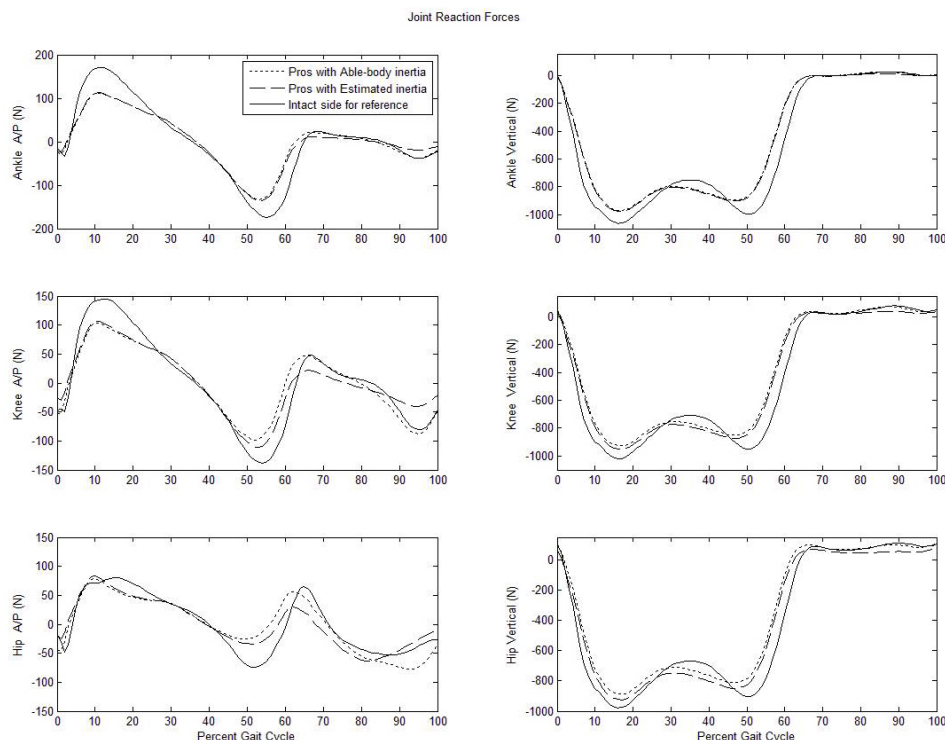 Joint Reaction Forces
Ankle A/P (N)
200
100
0
-100
-200
0 10 20 30 40 50 60 70 80 90 100
Pros with Able-body inertia
Pros with Estimated inertia
Intact side for reference
Ankle Vertical (N)
0
-200
-400
-600
-800
-1000
0 10 20 30 40 50 60 70 80 90 100
Knee A/P (N)
150
100
50
0
-50
-100
-150
0 10 20 30 40 50 60 70 80 90 100
Knee Vertical (N)
0
-200
-400
-600
-800
-1000
0 10 20 30 40 50 60 70 80 90 100
Hip A/P (N)
150
100
50
0
-50
-100
-150
0 10 20 30 40 50 60 70 80 90 100
Percent Gait Cycle
Hip Vertical (N)
0
-200
-400
-600
-800
-1000
0 10 20 30 40 50 60 70 80 90 100
Percent Gait Cycle